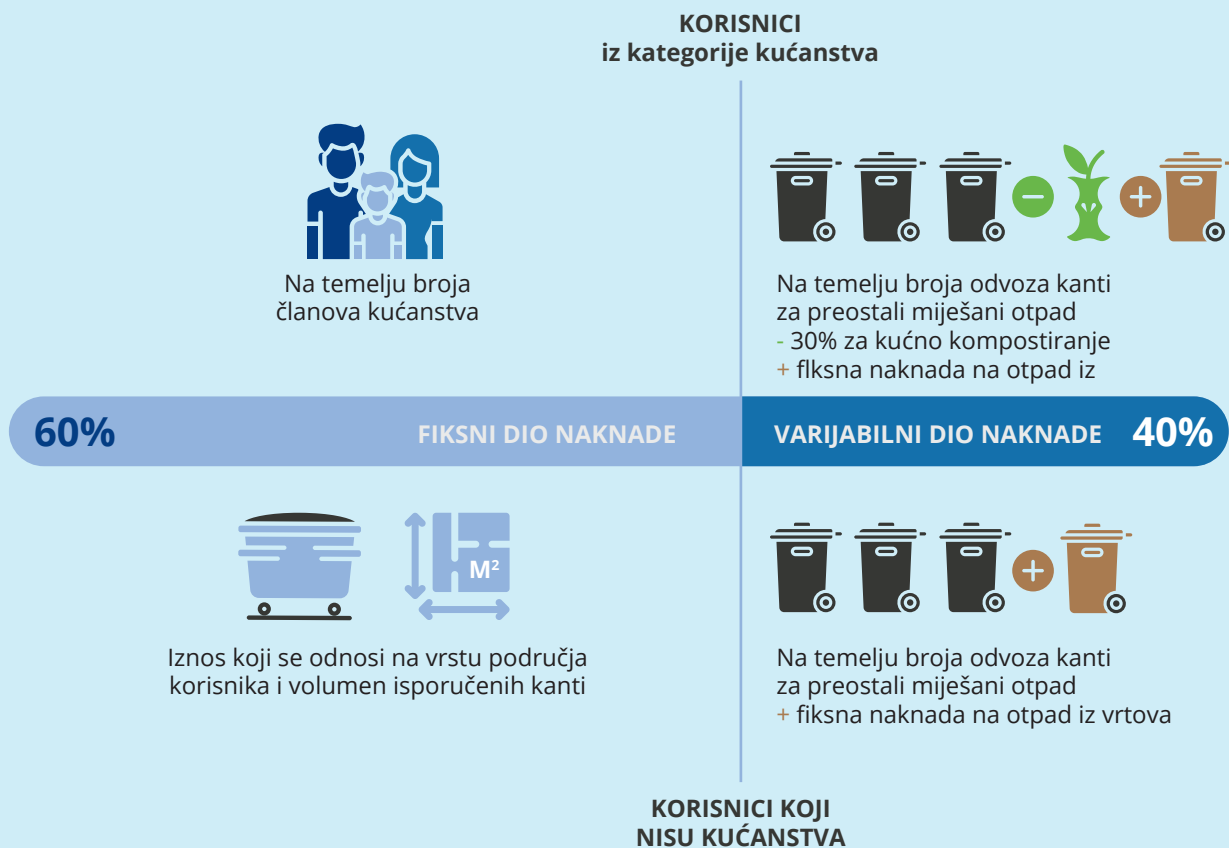 KORISNICI
iz kategorije kućanstva
Na temelju broja
članova kućanstva
Na temelju broja odvoza kanti
za preostali miješani otpad
- 30% za kućno kompostiranje
+ flksna naknada na otpad iz
60%
FIKSNI DIO NAKNADE
VARIJABILNI DIO NAKNADE
40%
M²
Iznos koji se odnosi na vrstu područja
korisnika i volumen isporučenih kanti
Na temelju broja odvoza kanti
za preostali miješani otpad
+ fiksna naknada na otpad iz vrtova
KORISNICI KOJI
NISU KUĆANSTVA